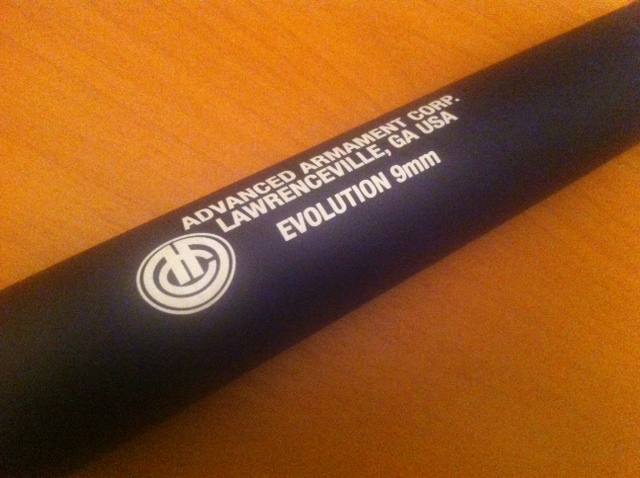 ADVANCED ARMAMENT CORP.
LAWRENCEVILLE, GA USA
EVOLUTION 9mm